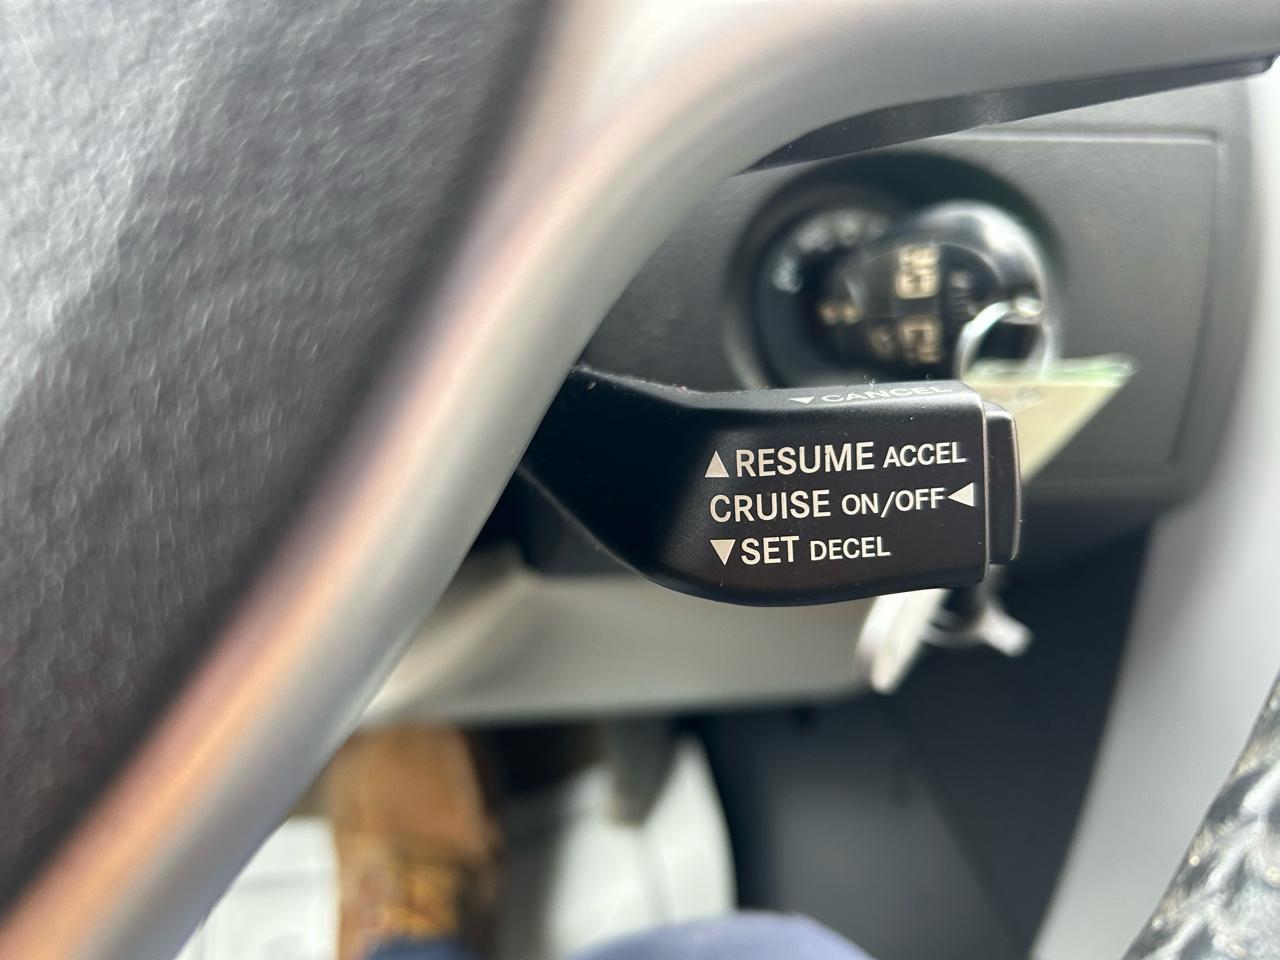 ▼CANCEL
▲RESUME ACCEL
CRUISE ON/OFF◀
▼SET DECEL